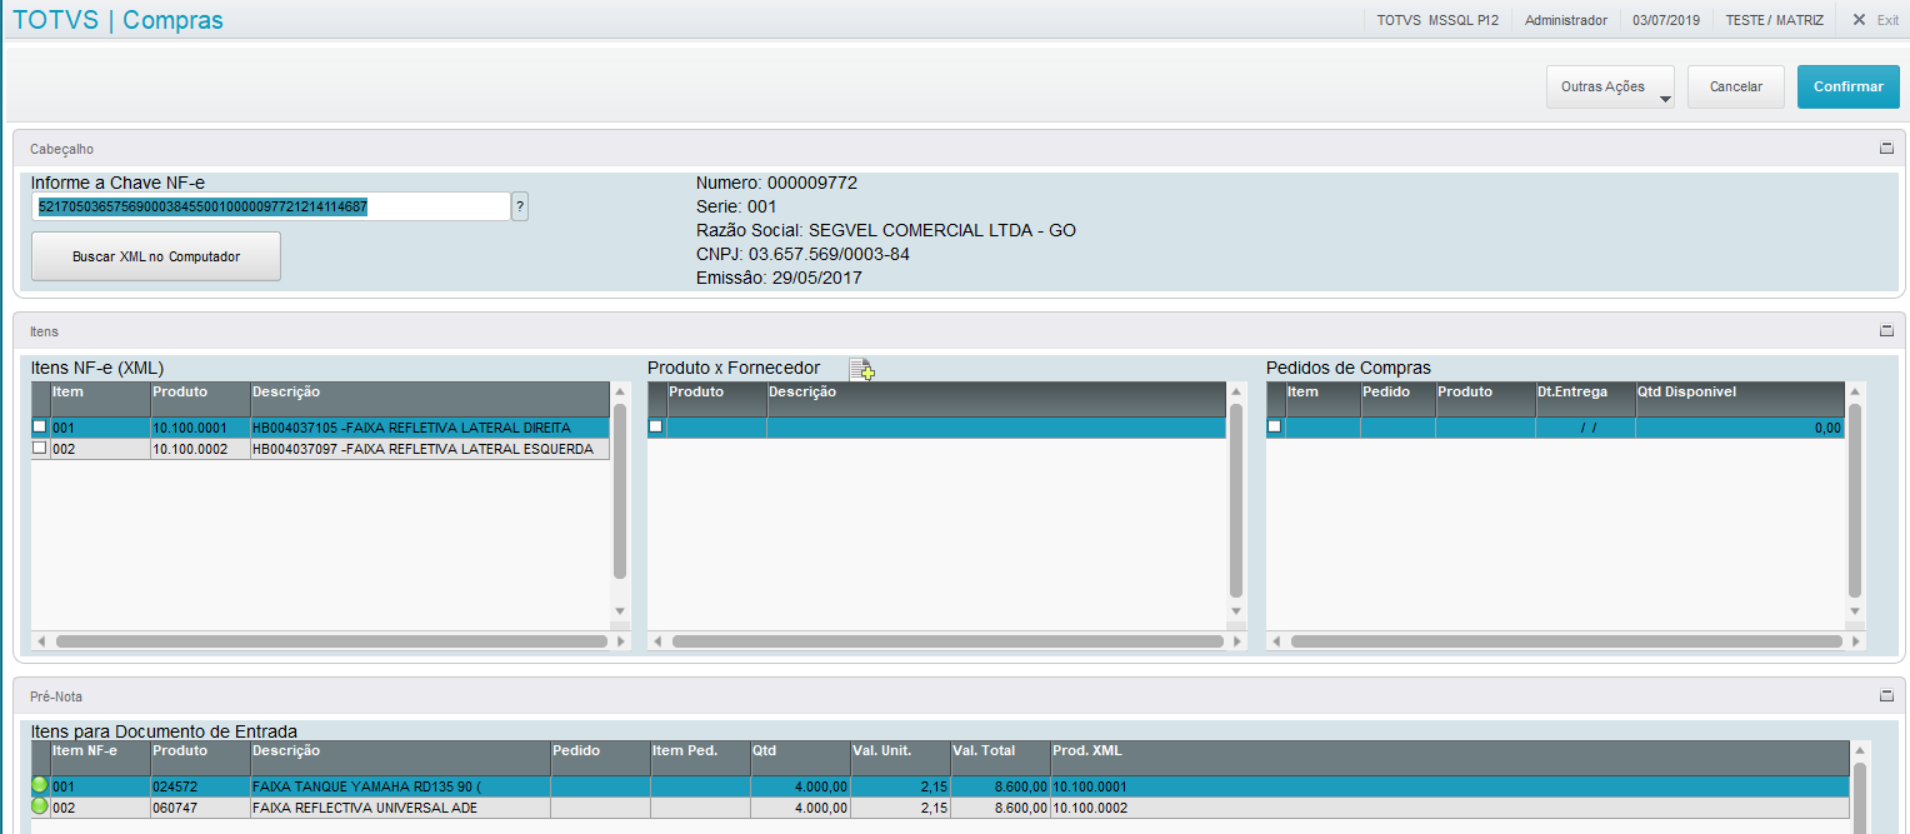 TOTVS | Compras
TOTVS MSSQL P12 Administrador 03/07/2019 TESTE / MATRIZ Exit
Outras Ações Cancelar Confirmar
Cabeçalho
Informe a Chave NF-e
52170503657569000384550010000097721214114687 ?
Buscar XML no Computador
Numero: 000009772
Serie: 001
Razão Social: SEGVEL COMERCIAL LTDA - GO
CNPJ: 03.657.569/0003-84
Emissâo: 29/05/2017
Itens
Itens NF-e (XML)
Item Produto Descrição
001 10.100.0001 HB004037105 -FAIXA REFLETIVA LATERAL DIREITA
002 10.100.0002 HB004037097 -FAIXA REFLETIVA LATERAL ESQUERDA
Produto x Fornecedor
Produto Descrição
Pedidos de Compras
Item Pedido Produto Dt.Entrega Qtd Disponivel
/ / 0,00
Pré-Nota
Itens para Documento de Entrada
Item NF-e Produto Descrição Pedido Item Ped. Qtd Val. Unit. Val. Total Prod. XML
001 024572 FAIXA TANQUE YAMAHA RD135 90 ( 4.000,00 2,15 8.600,00 10.100.0001
002 060747 FAIXA REFLECTIVA UNIVERSAL ADE 4.000,00 2,15 8.600,00 10.100.0002